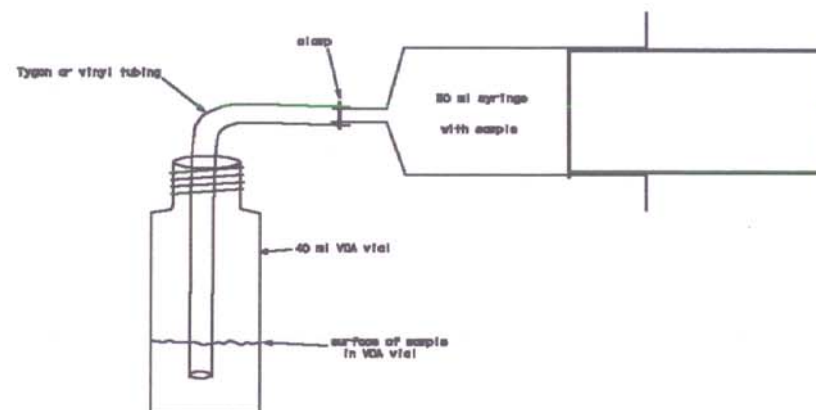 clamp
Tygon or vinyl tubing
60 ml syringe
with sample
40 ml VOA vial
surface of sample
in VOA vial